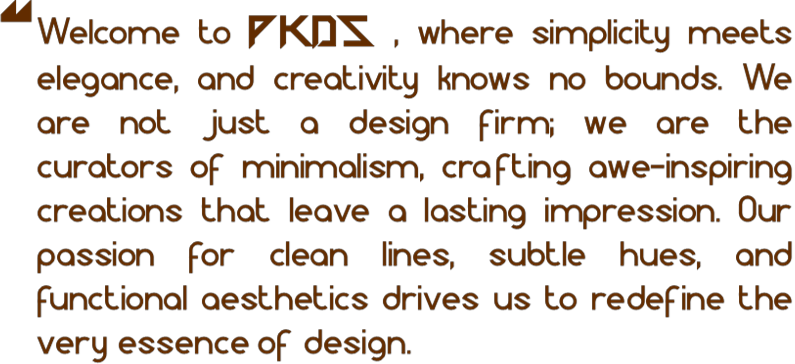 “Welcome to PKDS , where simplicity meets
elegance, and creativity knows no bounds. We
are not just a design firm; we are the
curators of minimalism, crafting awe-inspiring
creations that leave a lasting impression. Our
passion for clean lines, subtle hues, and
functional aesthetics drives us to redefine the
very essence of design.